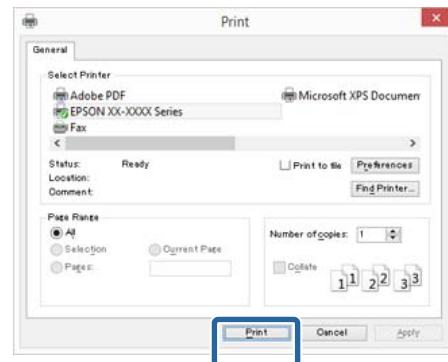 Print
General
Select Printer
Adobe PDF
Microsoft XPS Documen
EPSON XX-XXXX Series
Fax
Status: Ready
Print to file
Preferences
Location:
Comment:
Find Printer...
Page Range
All
Number of copies: 1
Selection
Current Page
Pages:
Collate
1 1 2 2 3 3
Print
Cancel
Apply